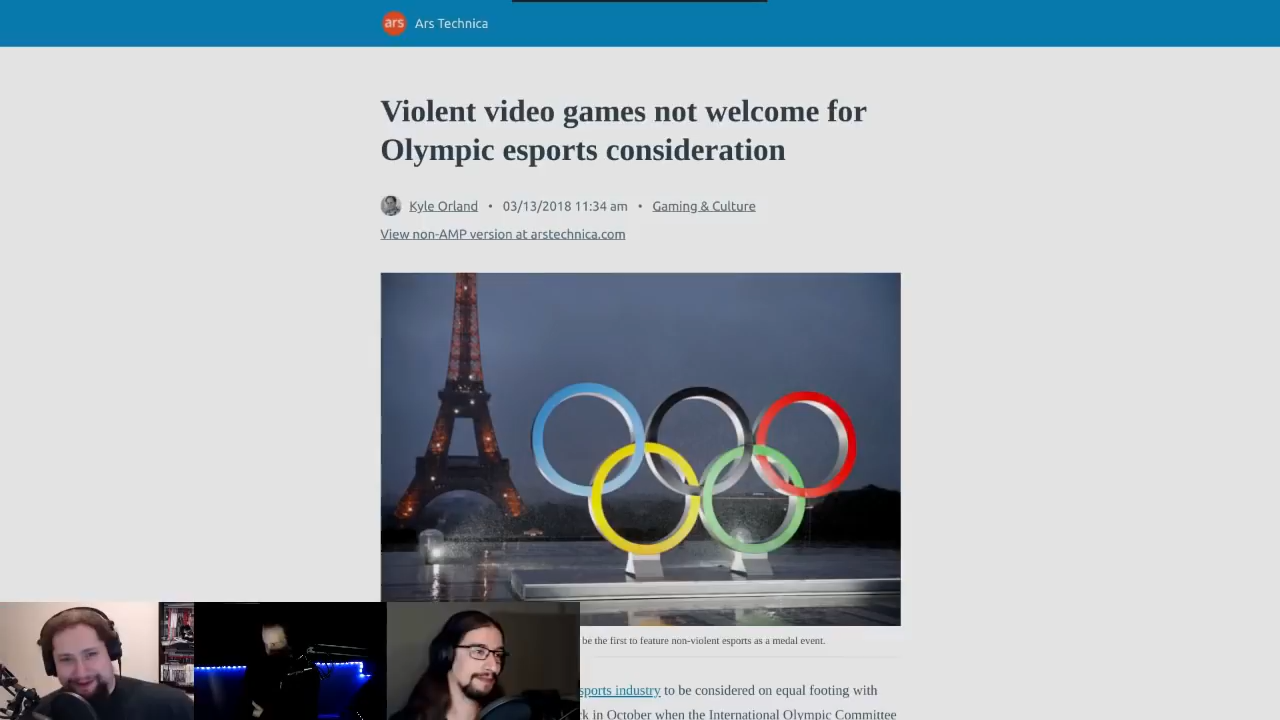 ars Ars Technica
Violent video games not welcome for
Olympic esports consideration
Kyle Orland • 03/13/2018 11:34 am • Gaming & Culture
View non-AMP version at arstechnica.com
be the first to feature non-violent esports as a medal event.
sports industry to be considered on equal footing with
in October when the International Olympic Committee